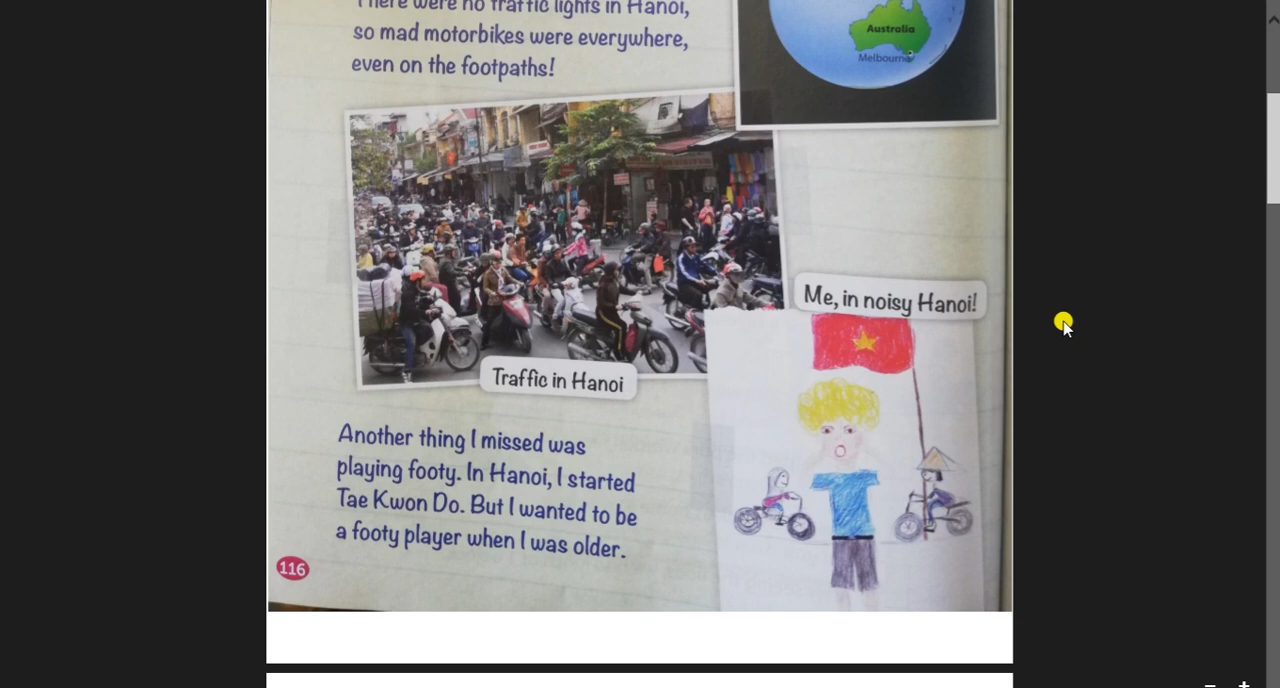 There were no traffic lights in Hanoi,
so mad motorbikes were everywhere,
even on the footpaths!
Australia
Melbourne
Me, in noisy Hanoi!
Traffic in Hanoi
Another thing I missed was
playing footy. In Hanoi, I started
Tae Kwon Do. But I wanted to be
a footy player when I was older.
116